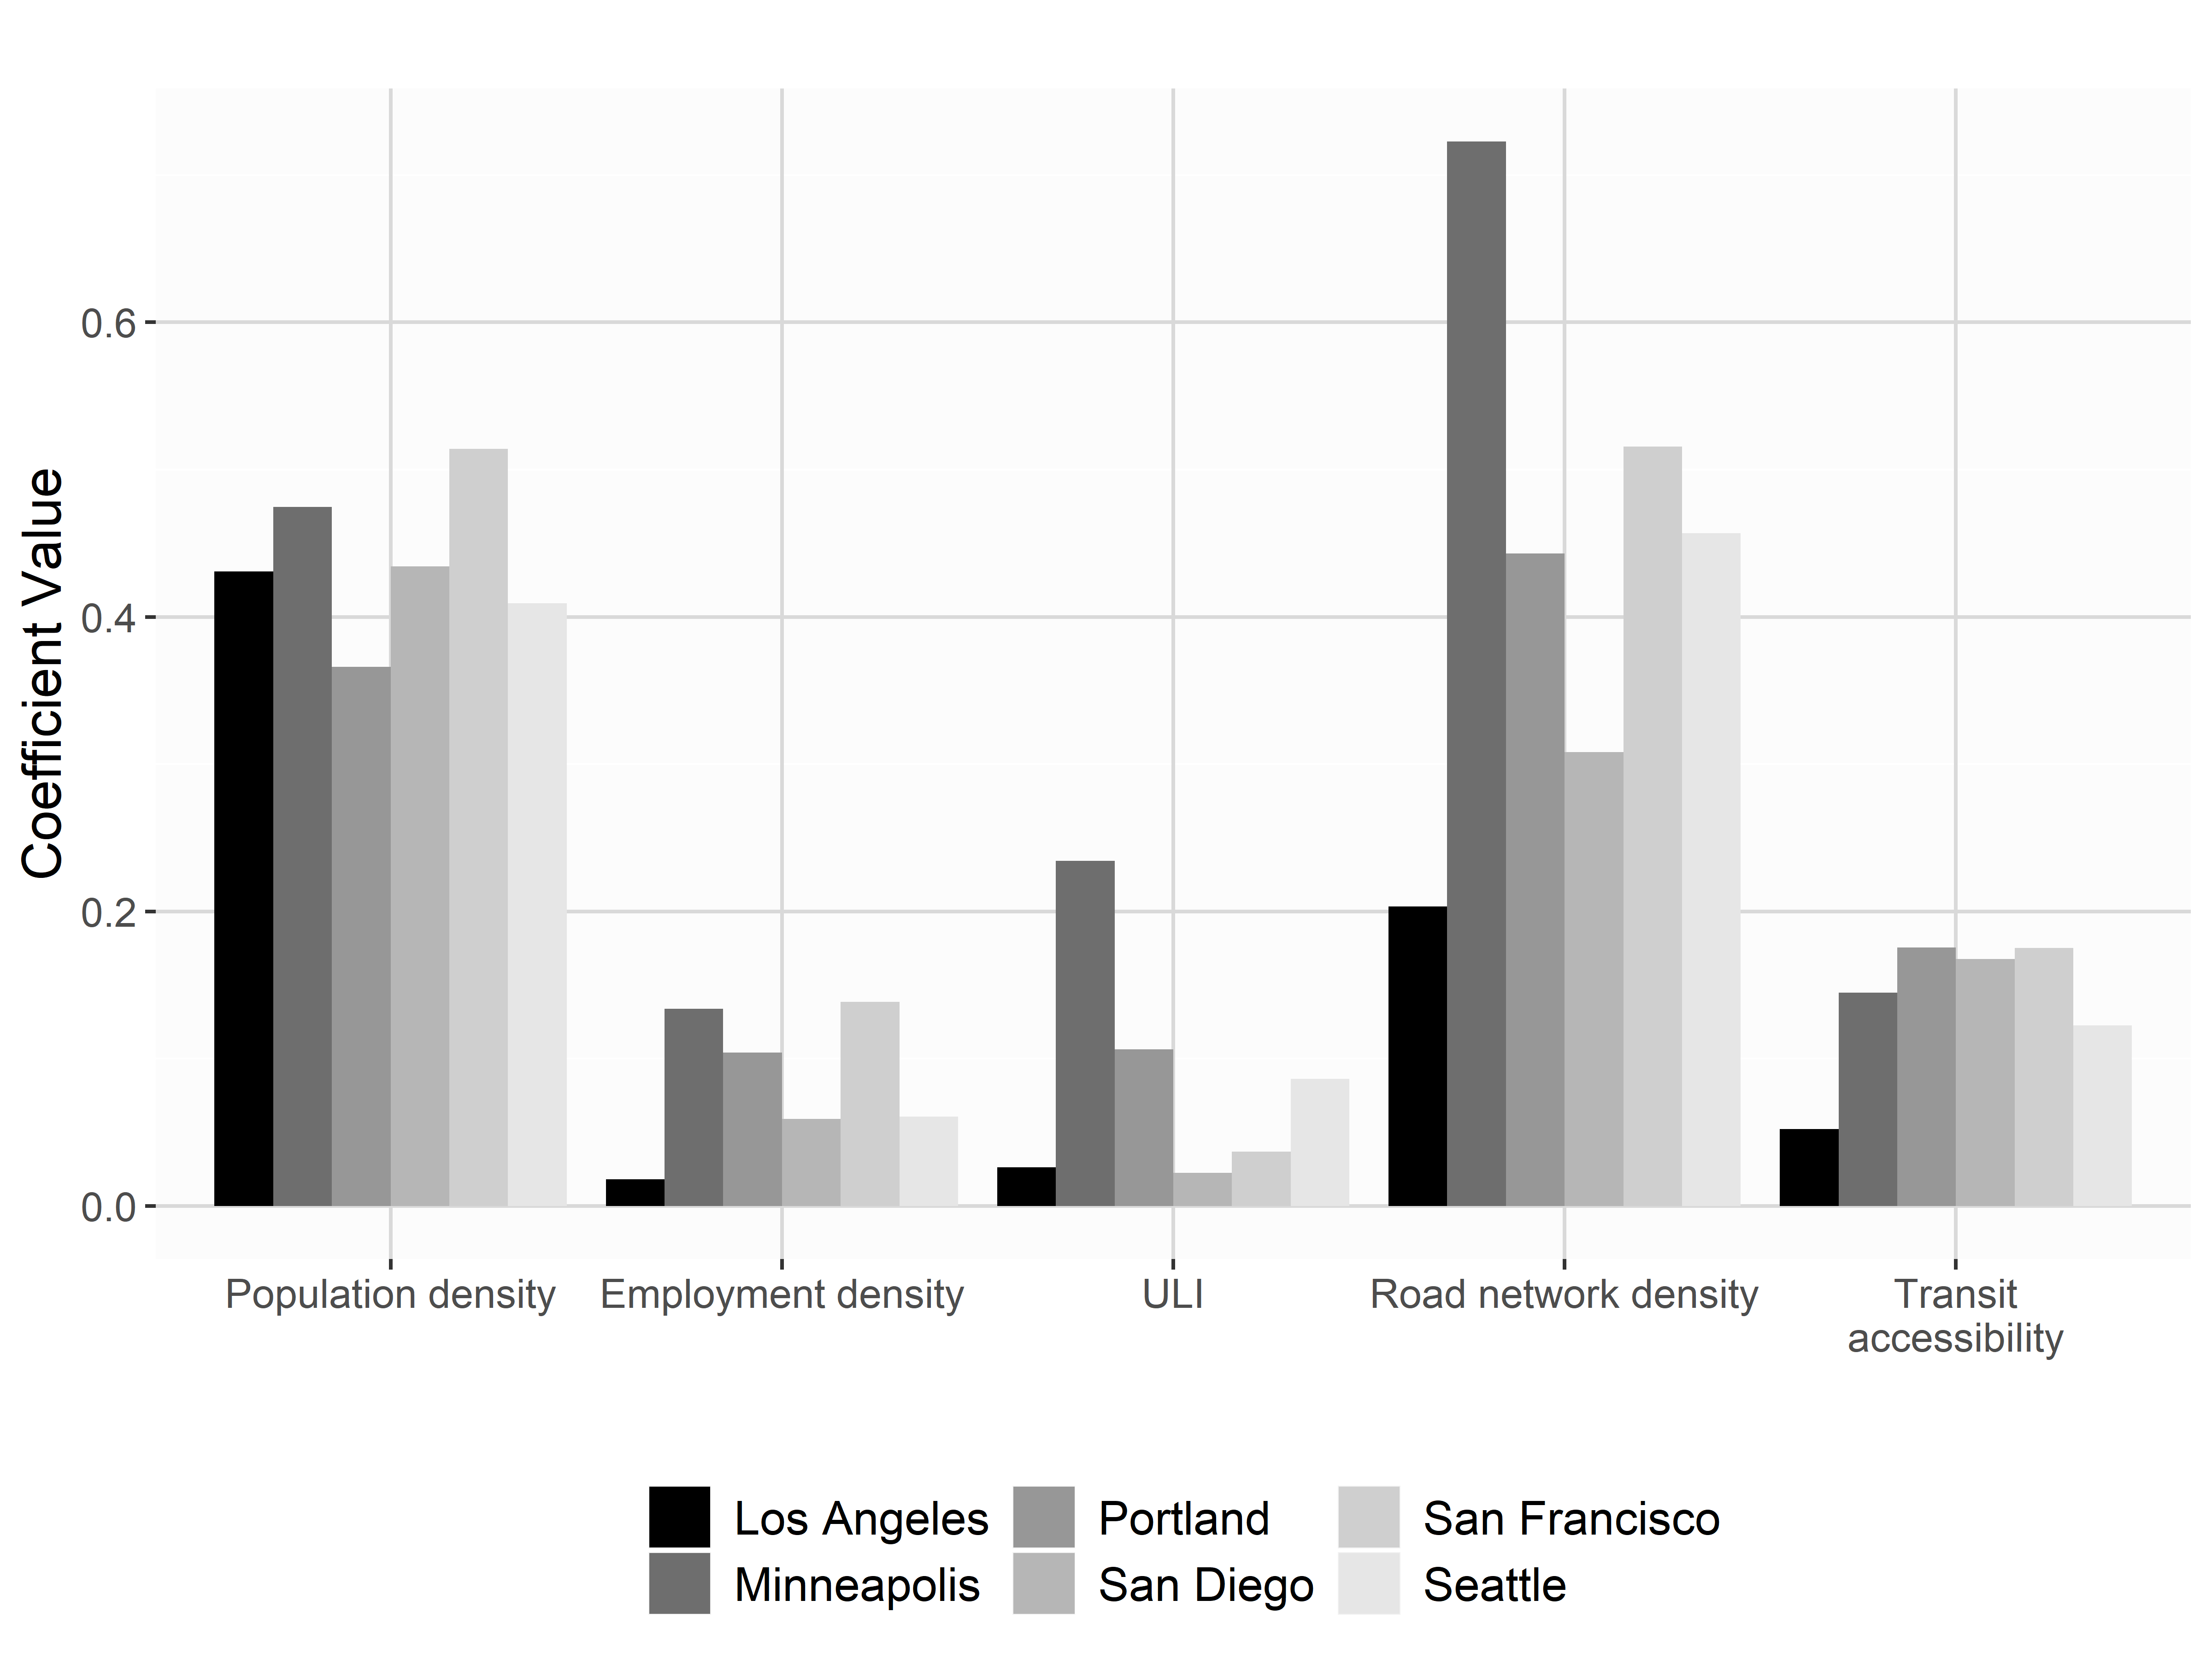 Coefficient Value
0.6
0.4
0.2
0.0
Population density
Employment density
ULI
Road network density
Transit
accessibility
Los Angeles
Minneapolis
Portland
San Diego
San Francisco
Seattle